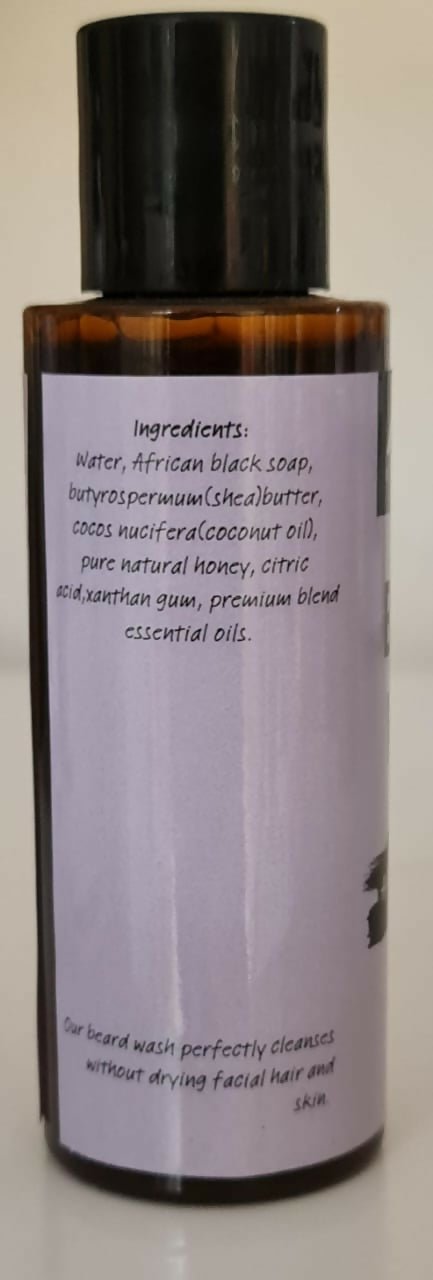 Ingredients:
Water, African black soap,
butyrospermum(shea)butter,
cocos nucifera(coconut oil),
pure natural honey, citric
acid,xanthan gum, premium blend
essential oils.
Our beard wash perfectly cleanses
without drying facial hair and
skin.